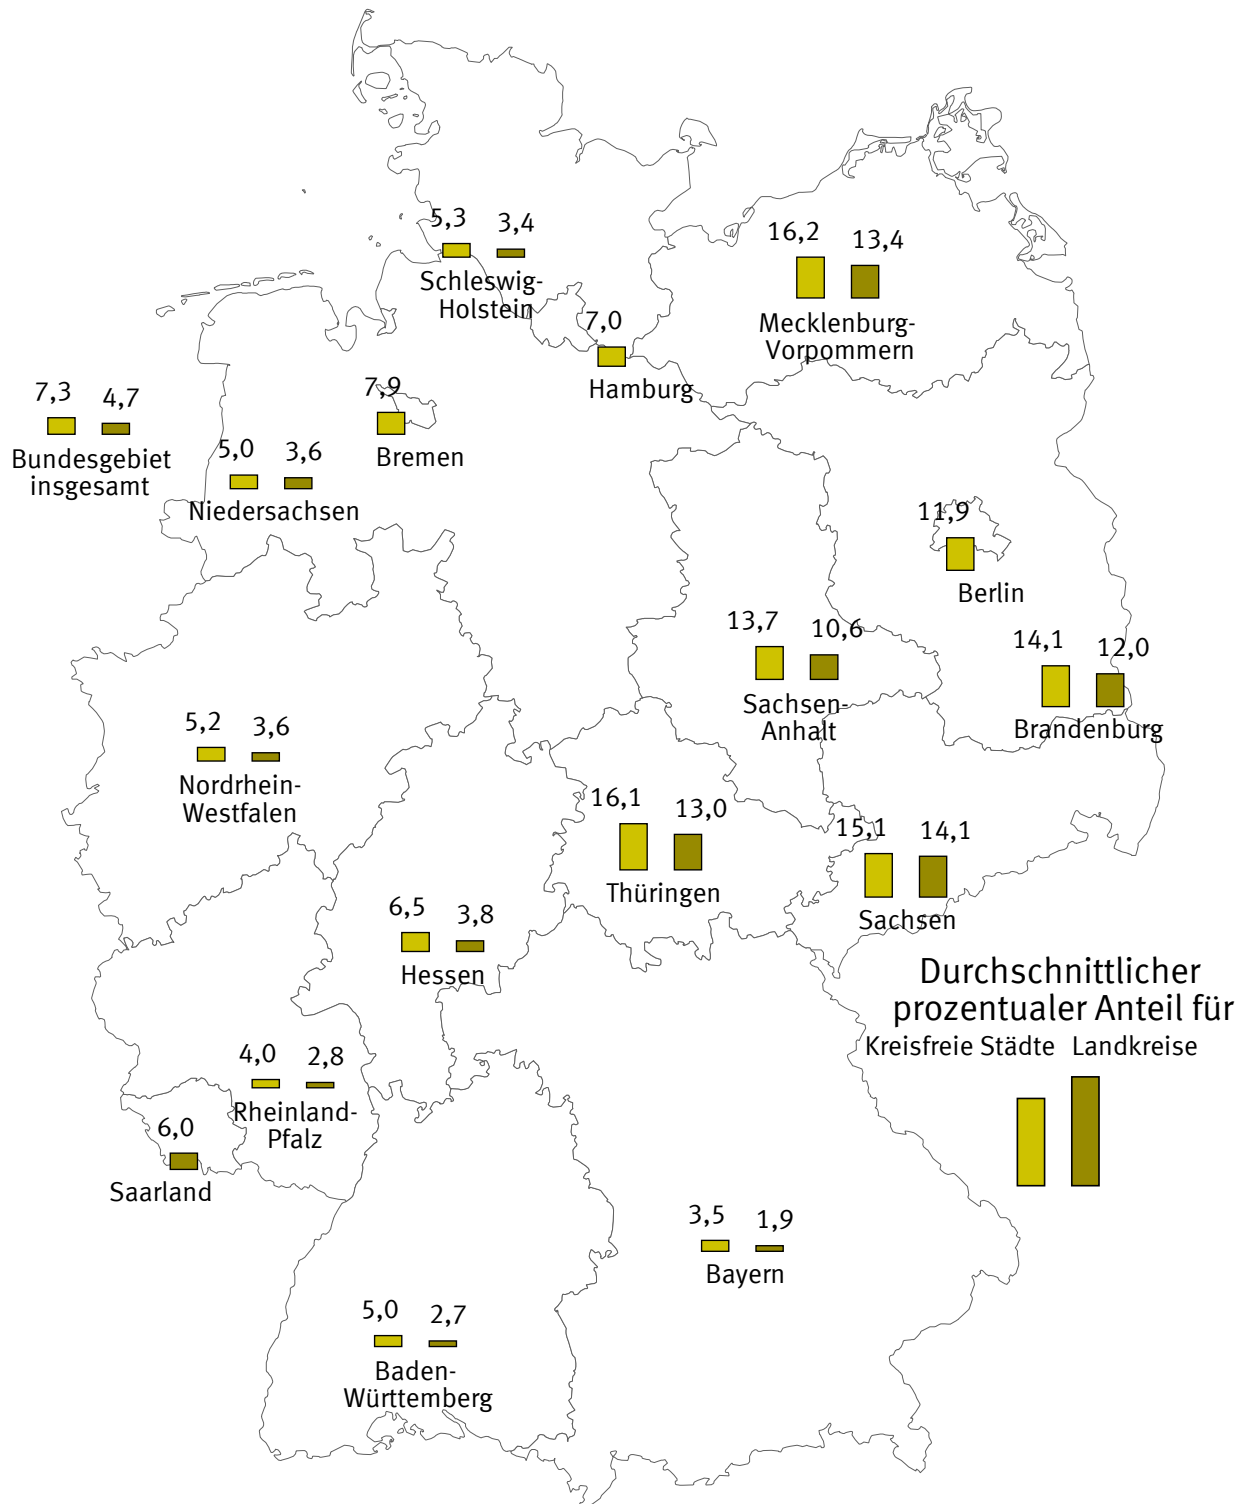 5,3 3,4
Schleswig-
Holstein
16,2 13,4
Mecklenburg-
Vorpommern
7,0
Hamburg
7,9
Bremen
7,3 4,7
Bundesgebiet
insgesamt
5,0 3,6
Niedersachsen
11,9
Berlin
13,7 10,6
Sachsen-
Anhalt
14,1 12,0
Brandenburg
5,2 3,6
Nordrhein-
Westfalen
16,1 13,0
Thüringen
15,1 14,1
Sachsen
6,5 3,8
Hessen
Durchschnittlicher
prozentualer Anteil für
Kreisfreie Städte Landkreise
4,0 2,8
Rheinland-
Pfalz
6,0
Saarland
3,5 1,9
Bayern
5,0 2,7
Baden-
Württemberg